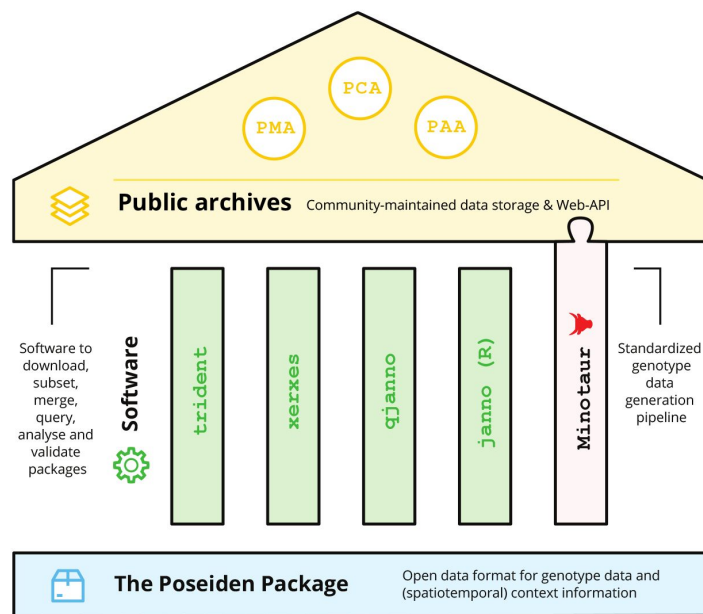 PCA
PMA
PAA
Public archives
Community-maintained data storage & Web-API
Software to
download,
subset,
merge,
query,
analyse and
validate
packages
Software
trident
xerxes
qjanno
janno (R)
Minotaur
Standardized
genotype
data
generation
pipeline
The Poseiden Package
Open data format for genotype data and
(spatiotemporal) context information